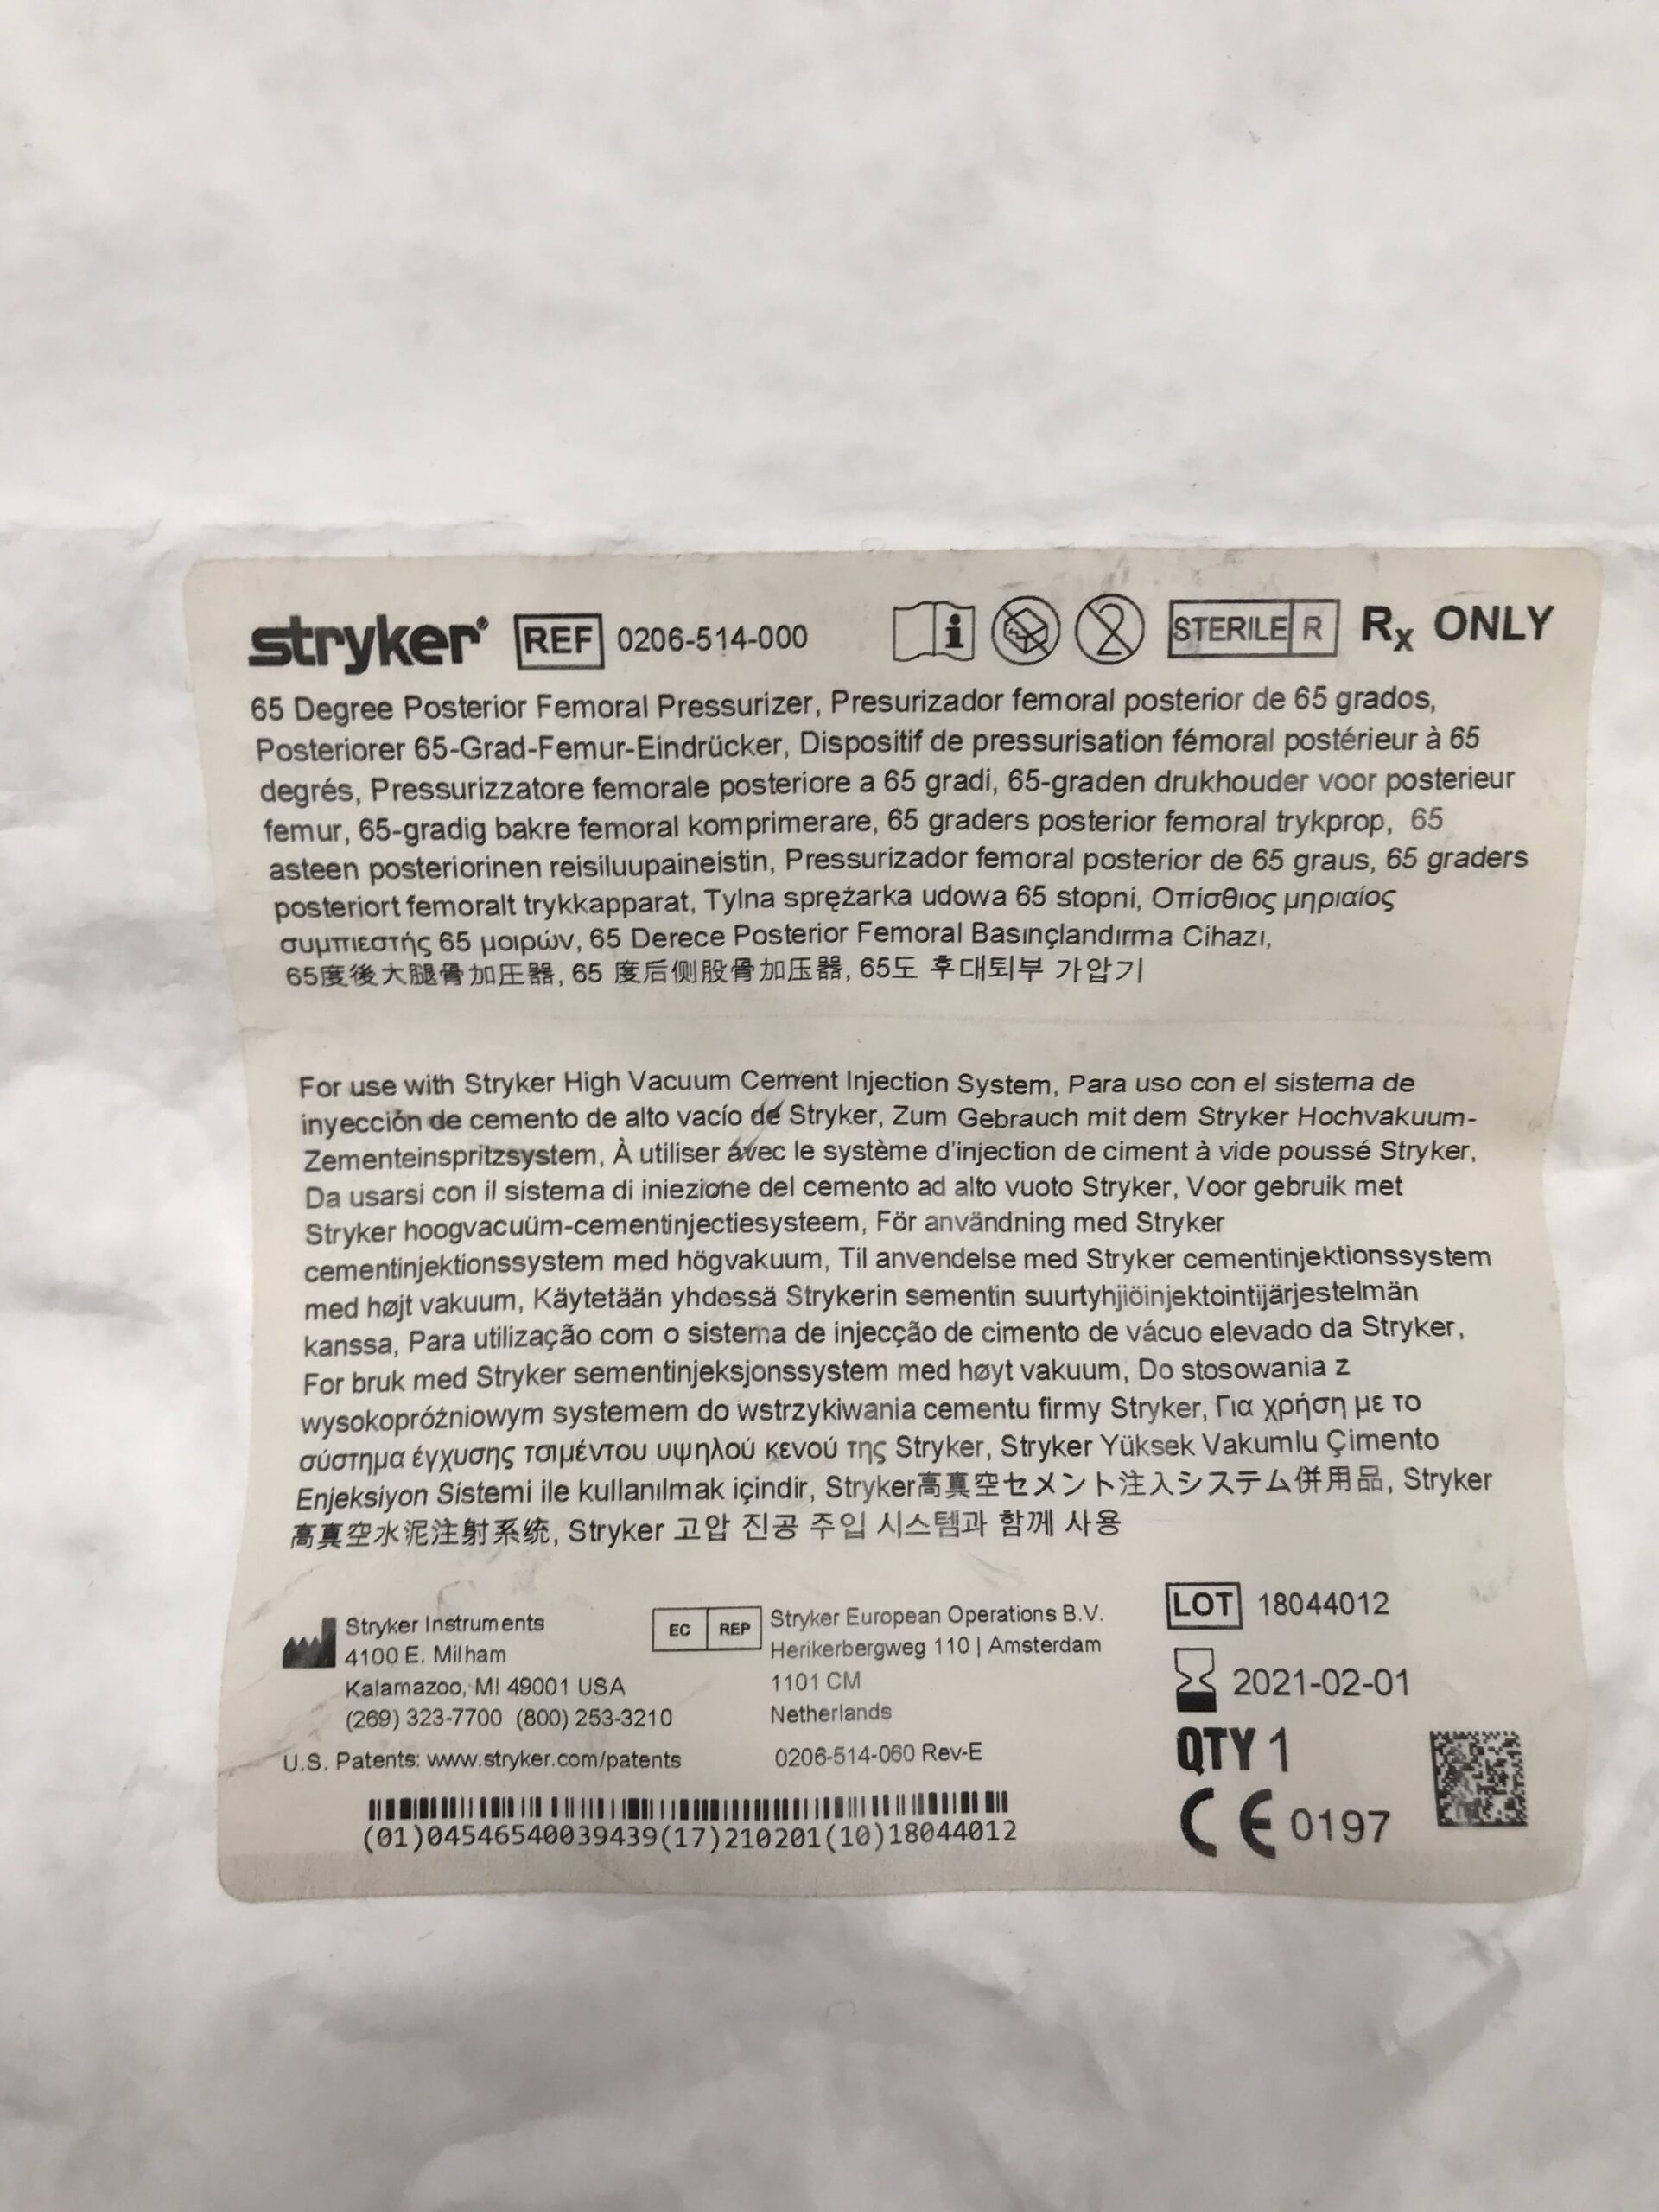 stryker® REF 0206-514-000 i 2 STERILE R Rx ONLY
65 Degree Posterior Femoral Pressurizer, Presurizador femoral posterior de 65 grados,
Posteriorer 65-Grad-Femur-Eindrücker, Dispositif de pressurisation fémoral postérieur à 65
degrés, Pressurizzatore femorale posteriore a 65 gradi, 65-graden drukhouder voor posterieur
femur, 65-gradig bakre femoral komprimerare, 65 graders posterior femoral trykprop, 65
asteen posteriorinen reisiluupaineistin, Pressurizador femoral posterior de 65 graus, 65 graders
posteriort femoralt trykkapparat, Tylna sprężarka udowa 65 stopni, Οπίσθιος μηριαίος
συμπιεστής 65 μοιρών, 65 Derece Posterior Femoral Basınçlandırma Cihazı,
65度後大腿骨加圧器, 65 度后侧股骨加压器, 65도 후대퇴부 가압기
For use with Stryker High Vacuum Cement Injection System, Para uso con el sistema de
inyección de cemento de alto vacío de Stryker, Zum Gebrauch mit dem Stryker Hochvakuum-
Zementeinspritzsystem, À utiliser avec le système d'injection de ciment à vide poussé Stryker,
Da usarsi con il sistema di iniezione del cemento ad alto vuoto Stryker, Voor gebruik met
Stryker hoogvacuüm-cementinjectiesysteem, För användning med Stryker
cementinjektionssystem med högvakuum, Til anvendelse med Stryker cementinjektionssystem
med højt vakuum, Käytetään yhdessä Strykerin sementin suurtyhjiöinjektointijärjestelmän
kanssa, Para utilização com o sistema de injecção de cimento de vácuo elevado da Stryker,
For bruk med Stryker sementinjeksjonssystem med høyt vakuum, Do stosowania z
wysokopróżniowym systemem do wstrzykiwania cementu firmy Stryker, Για χρήση με το
σύστημα έγχυσης τσιμέντου υψηλού κενού της Stryker, Stryker Yüksek Vakumlu Çimento
Enjeksiyon Sistemi ile kullanılmak içindir, Stryker高真空セメント注入システム併用品, Stryker
高真空水泥注射系统, Stryker 고압 진공 주입 시스템과 함께 사용
Stryker Instruments
4100 E. Milham
Kalamazoo, MI 49001 USA
(269) 323-7700 (800) 253-3210
U.S. Patents: www.stryker.com/patents
EC REP Stryker European Operations B.V.
Herikerbergweg 110 | Amsterdam
1101 CM
Netherlands
0206-514-060 Rev-E
LOT 18044012
2021-02-01
QTY 1
CE 0197
(01)04546540039439(17)210201(10)18044012